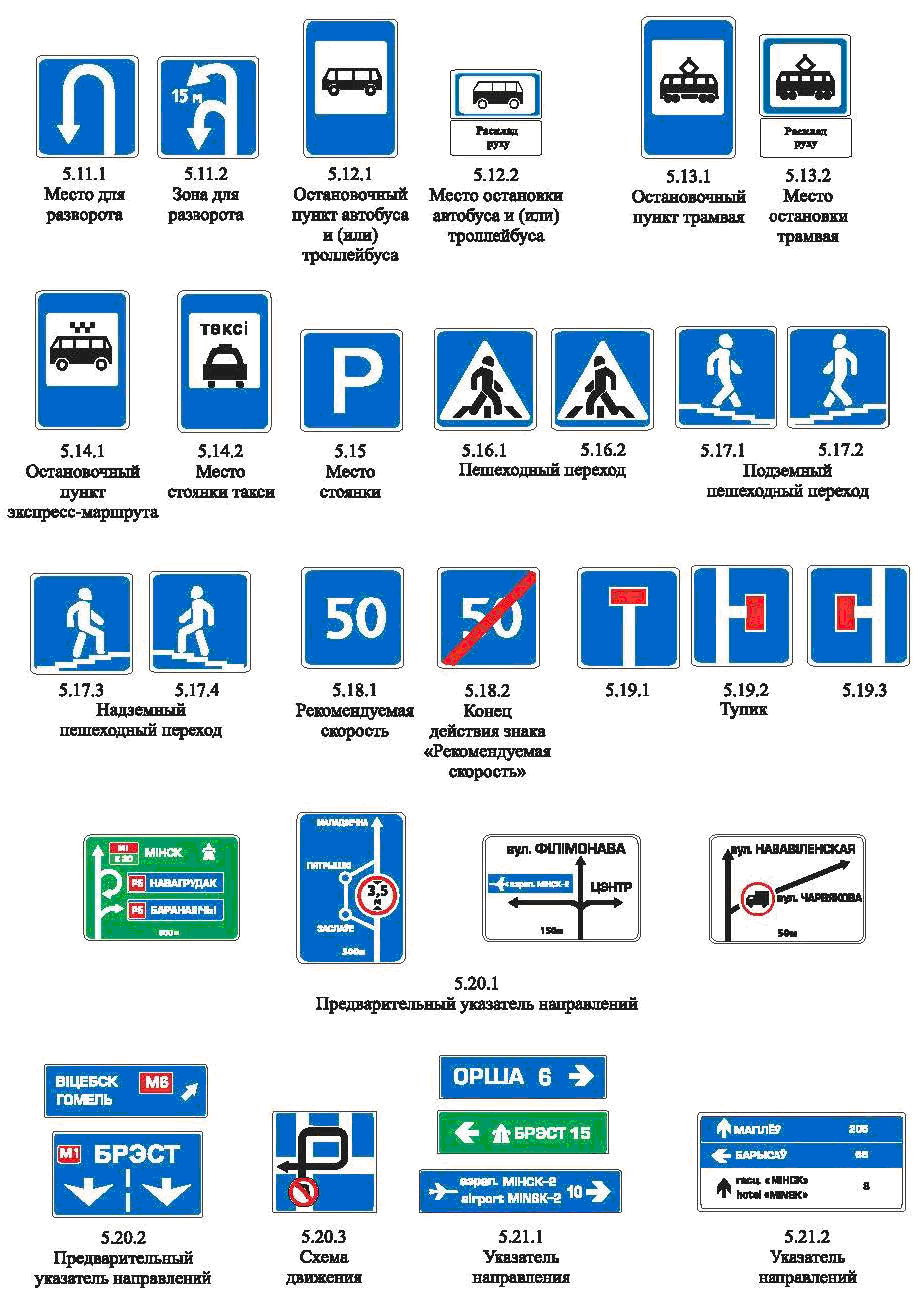 15 м
Расклад
руху
Расклад
руху
5.11.1
Место для
разворота
5.11.2
Зона для
разворота
5.12.1
Остановочный
пункт автобуса
и (или)
троллейбуса
5.12.2
Место остановки
автобуса и (или)
троллейбуса
5.13.1
Остановочный
пункт трамвая
5.13.2
Место
остановки
трамвая
таксі
P
5.14.1
Остановочный
пункт
экспресс-маршрута
5.14.2
Место
стоянки такси
5.15
Место
стоянки
5.16.1
5.16.2
Пешеходный переход
5.17.1
5.17.2
Подземный
пешеходный переход
50
50
5.17.3
5.17.4
Надземный
пешеходный переход
5.18.1
Рекомендуемая
скорость
5.18.2
Конец
действия знака
«Рекомендуемая
скорость»
5.19.1
5.19.2
5.19.3
Тупик
М1
E 30
МІНСК
Р5 НАВАГРУДАК
Р5 БАРАНАВІЧЫ
МАЛАДЗЕЧНА
3,5
м
ЗАСЛАЎЕ
500м
вул. ФІЛІМОНАВА
аэрап. МІНСК-2
ЦЭНТР
150м
вул. НАВАВІЛЕНСКАЯ
вул. ЧАРВЯКОВА
50м
5.20.1
Предварительный указатель направлений
ВІЦЕБСК
ГОМЕЛЬ
М6
М1 БРЭСТ
ОРША 6
БРЭСТ 15
аэрап. МІНСК-2
airport MINSK-2
10
МАГІЛЁЎ 205
БАРЫСАЎ
гасц. «МІНСК»
hotel «MINSK»
8
5.20.2
Предварительный
указатель направлений
5.20.3
Схема
движения
5.21.1
Указатель
направления
5.21.2
Указатель
направлений